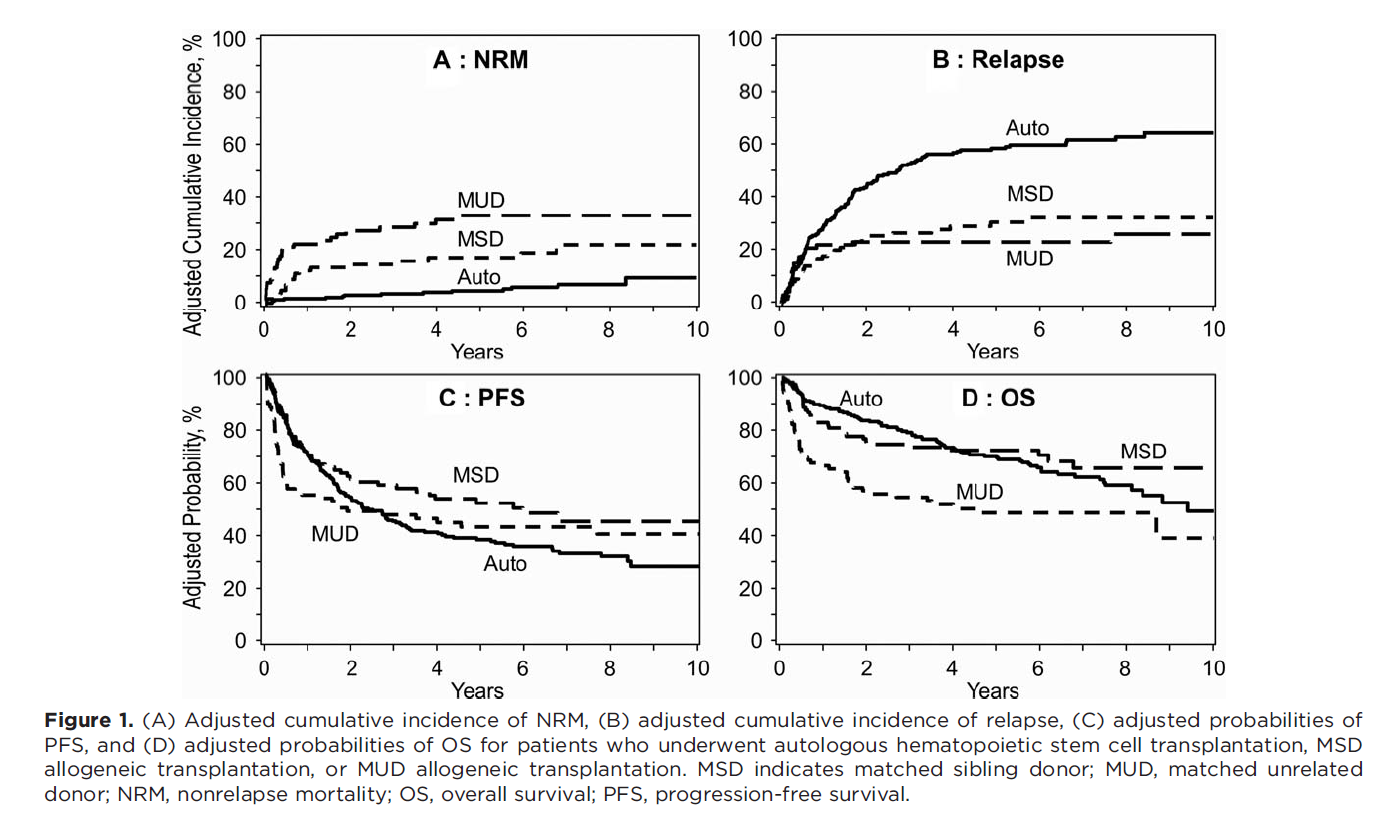 A : NRM
Adjusted Cumulative Incidence, %
100
80
60
40
20
0
MUD
MSD
Auto
0 2 4 6 8 10
Years
B : Relapse
100
80
60
40
20
0
Auto
MSD
MUD
0 2 4 6 8 10
Years
C : PFS
Adjusted Probability, %
100
80
60
40
20
0
MSD
MUD
Auto
0 2 4 6 8 10
Years
D : OS
100
80
60
40
20
0
Auto
MSD
MUD
0 2 4 6 8 10
Years
Figure 1. (A) Adjusted cumulative incidence of NRM, (B) adjusted cumulative incidence of relapse, (C) adjusted probabilities of
PFS, and (D) adjusted probabilities of OS for patients who underwent autologous hematopoietic stem cell transplantation, MSD
allogeneic transplantation, or MUD allogeneic transplantation. MSD indicates matched sibling donor; MUD, matched unrelated
donor; NRM, nonrelapse mortality; OS, overall survival; PFS, progression-free survival.